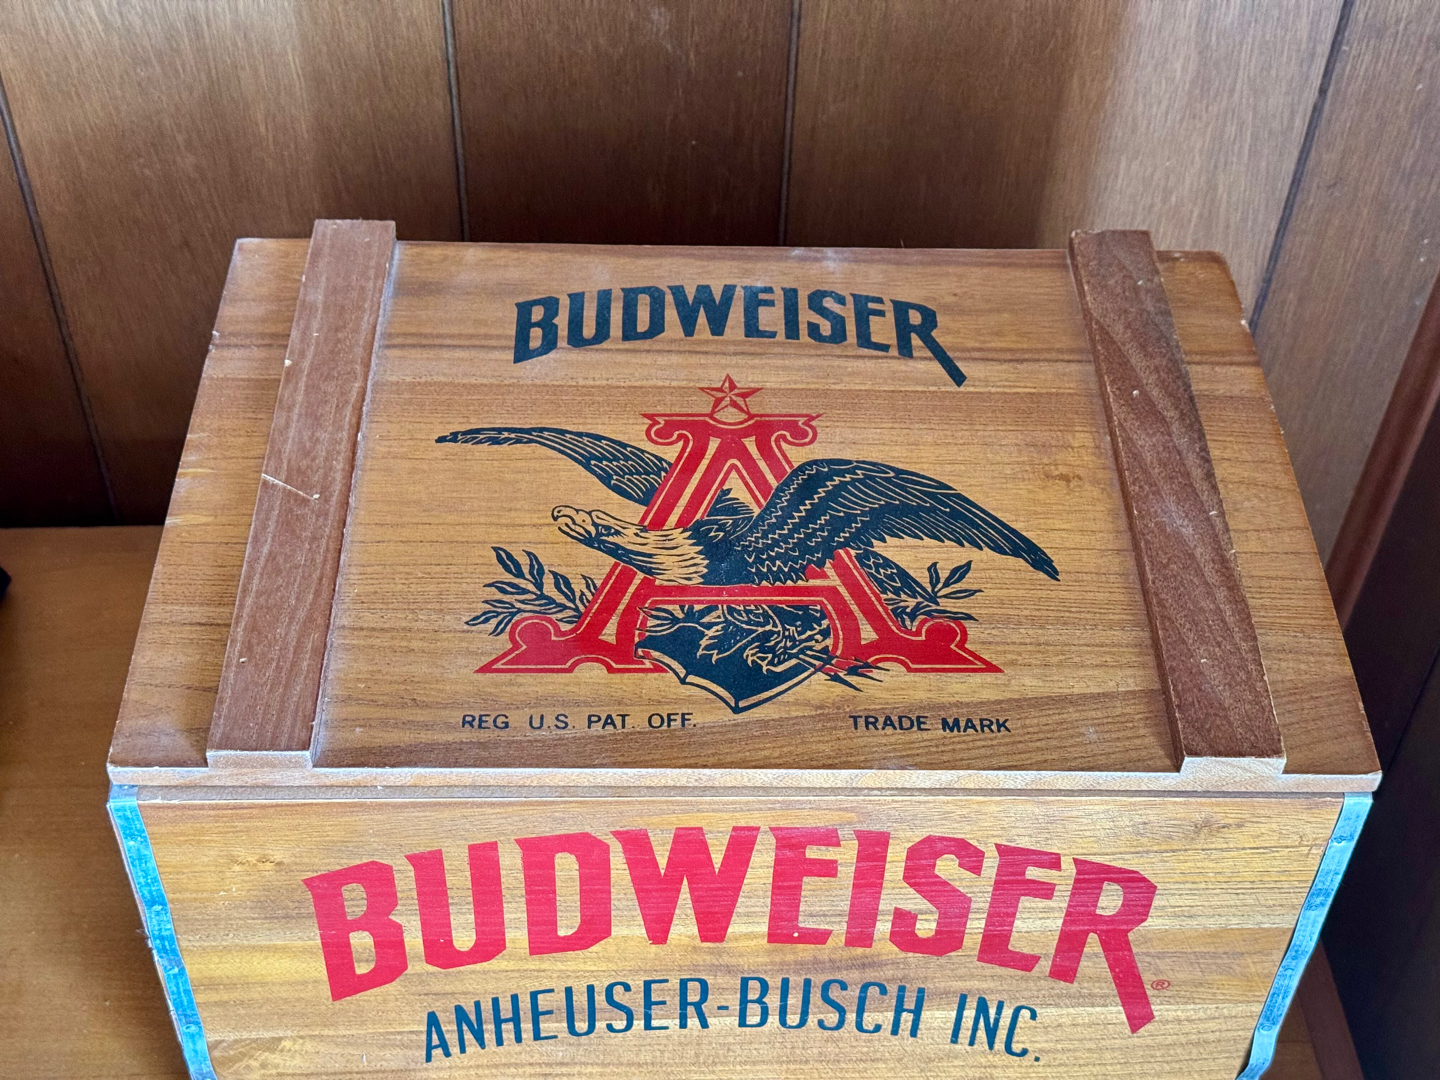 BUDWEISER
A
REG U.S. PAT. OFF. TRADE MARK
BUDWEISER®
ANHEUSER-BUSCH INC.